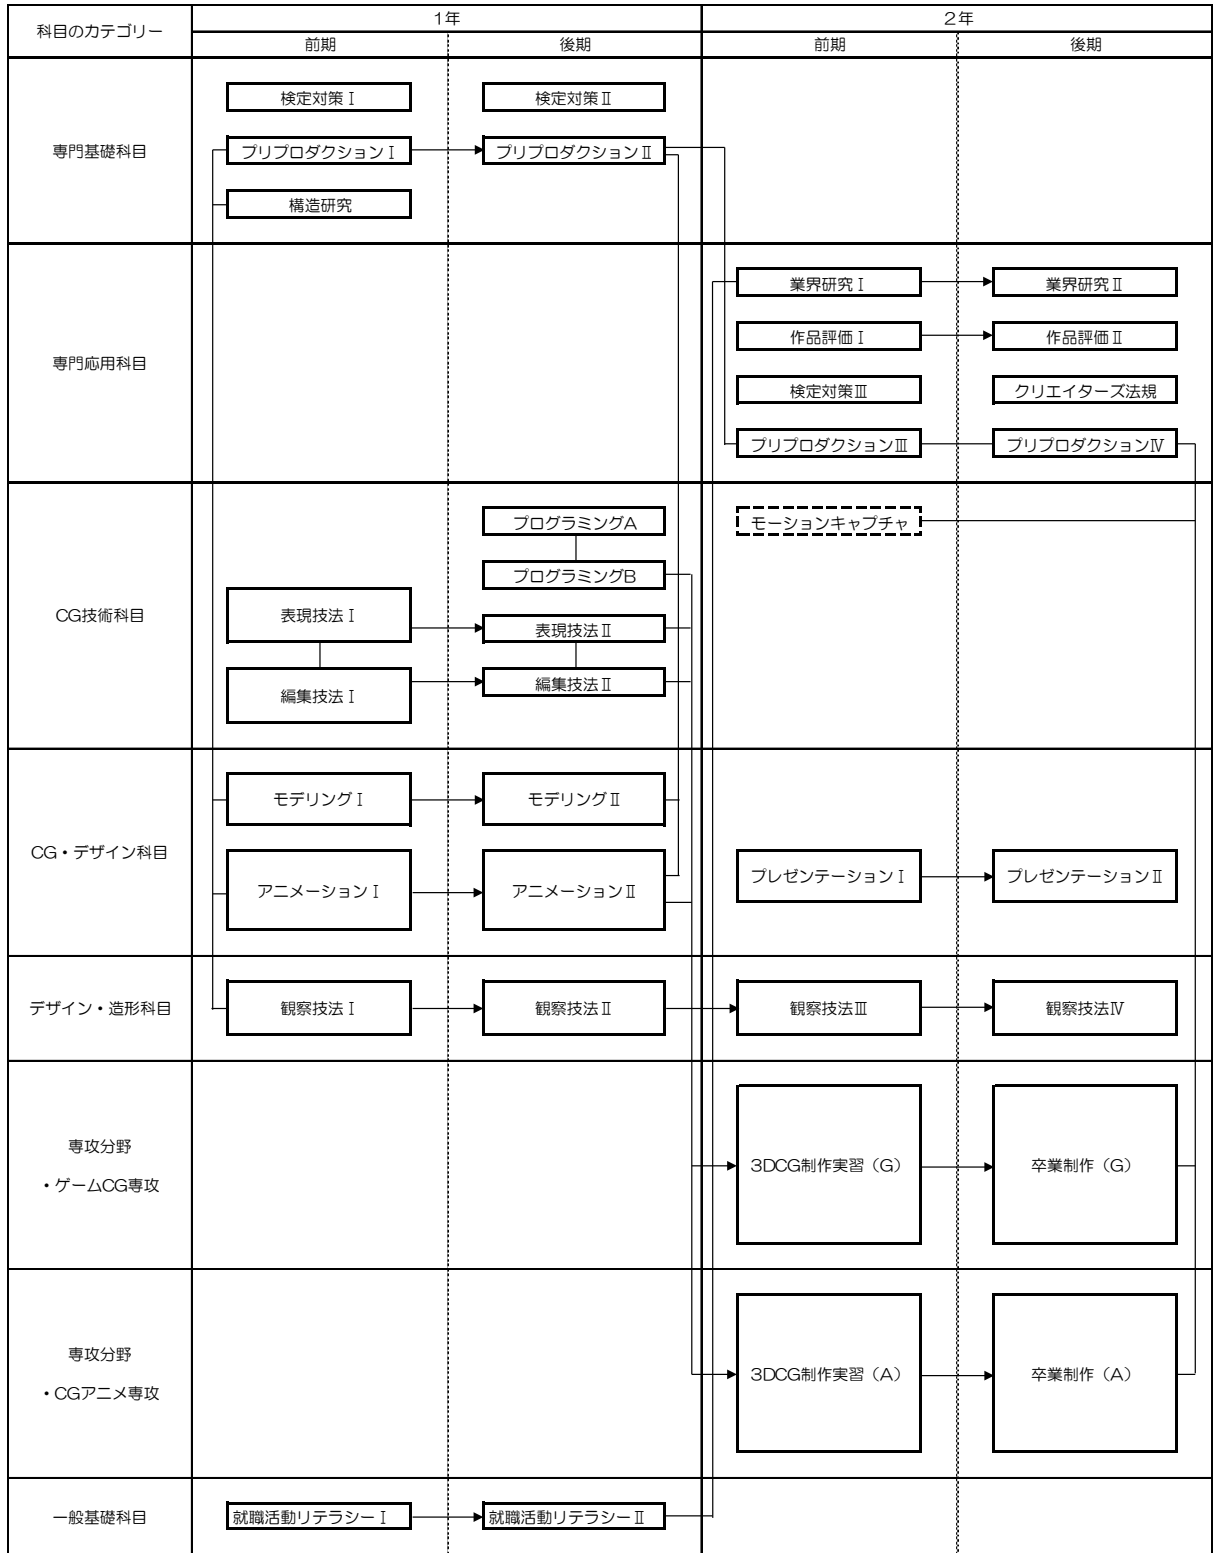 科目のカテゴリー
1年
2年
前期
後期
前期
後期
専門基礎科目
検定対策Ⅰ
検定対策Ⅱ
プリプロダクションⅠ
プリプロダクションⅡ
構造研究
専門応用科目
業界研究Ⅰ
業界研究Ⅱ
作品評価Ⅰ
作品評価Ⅱ
検定対策Ⅲ
クリエイターズ法規
プリプロダクションⅢ
プリプロダクションⅣ
CG技術科目
プログラミングA
モーションキャプチャ
プログラミングB
表現技法Ⅰ
表現技法Ⅱ
編集技法Ⅰ
編集技法Ⅱ
CG・デザイン科目
モデリングⅠ
モデリングⅡ
アニメーションⅠ
アニメーションⅡ
プレゼンテーションⅠ
プレゼンテーションⅡ
デザイン・造形科目
観察技法Ⅰ
観察技法Ⅱ
観察技法Ⅲ
観察技法Ⅳ
専攻分野
・ゲームCG専攻
3DCG制作実習（G）
卒業制作（G）
専攻分野
・CGアニメ専攻
3DCG制作実習（A）
卒業制作（A）
一般基礎科目
就職活動リテラシーⅠ
就職活動リテラシーⅡ